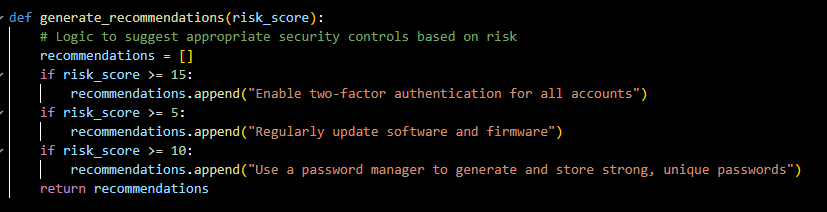 def generate_recommendations(risk_score):
    # Logic to suggest appropriate security controls based on risk
    recommendations = []
    if risk_score >= 15:
        recommendations.append("Enable two-factor authentication for all accounts")
    if risk_score >= 5:
        recommendations.append("Regularly update software and firmware")
    if risk_score >= 10:
        recommendations.append("Use a password manager to generate and store strong, unique passwords")
    return recommendations